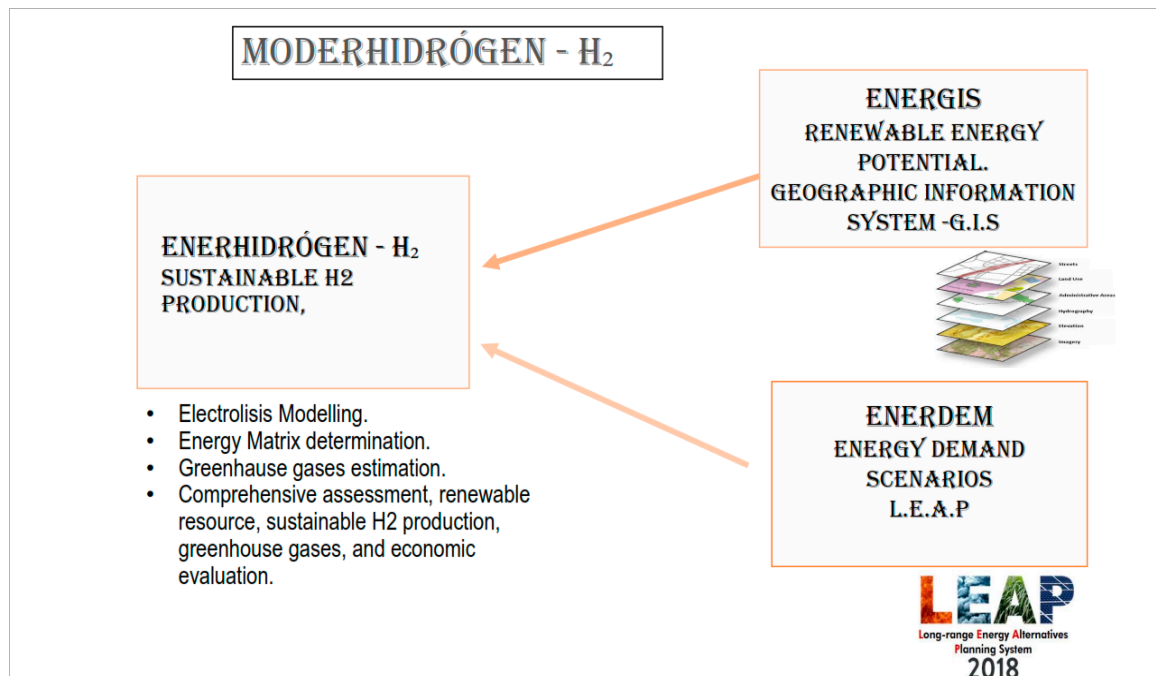 MODERHIDRÓGEN - H₂
ENERGIS
RENEWABLE ENERGY
POTENTIAL.
GEOGRAPHIC INFORMATION
SYSTEM -G.I.S
ENERHIDRÓGEN - H₂
SUSTAINABLE H2
PRODUCTION,
Streets
Land Use
Administrative Areas
Hydrography
Elevation
Imagery
• Electrolisis Modelling.
• Energy Matrix determination.
• Greenhause gases estimation.
• Comprehensive assessment, renewable
resource, sustainable H2 production,
greenhouse gases, and economic
evaluation.
ENERDEM
ENERGY DEMAND
SCENARIOS
L.E.A.P
LEAP
Long-range Energy Alternatives
Planning System
2018